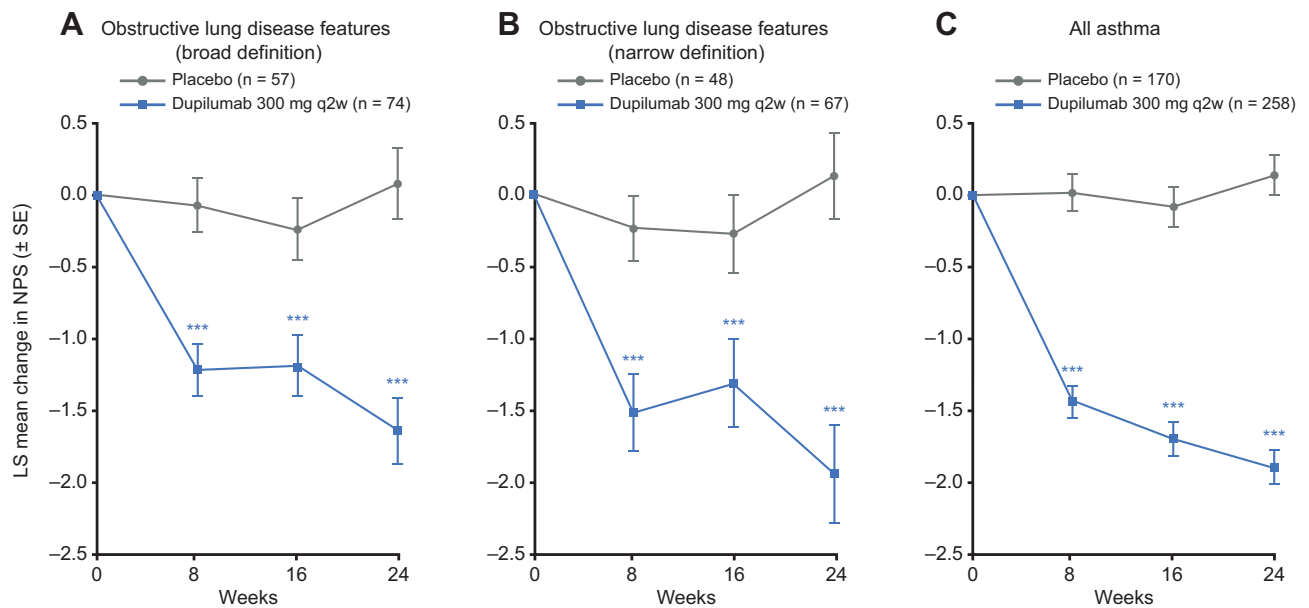 A Obstructive lung disease features
(broad definition)
Placebo (n = 57)
Dupilumab 300 mg q2w (n = 74)
LS mean change in NPS (± SE)
0.5
0.0
–0.5
–1.0
–1.5
–2.0
–2.5
***
***
***
0 8 16 24
Weeks
B Obstructive lung disease features
(narrow definition)
Placebo (n = 48)
Dupilumab 300 mg q2w (n = 67)
0.5
0.0
–0.5
–1.0
–1.5
–2.0
–2.5
***
***
***
0 8 16 24
Weeks
C All asthma
Placebo (n = 170)
Dupilumab 300 mg q2w (n = 258)
0.5
0.0
–0.5
–1.0
–1.5
–2.0
–2.5
***
***
***
0 8 16 24
Weeks